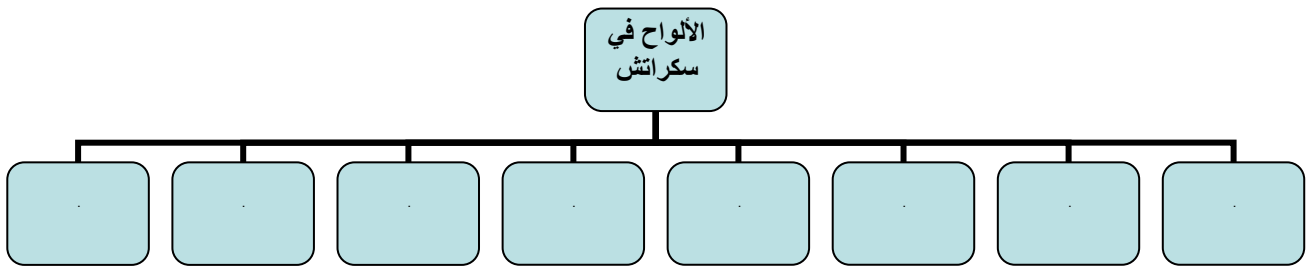 الألواح في
سكراتش
. . . . . . . .